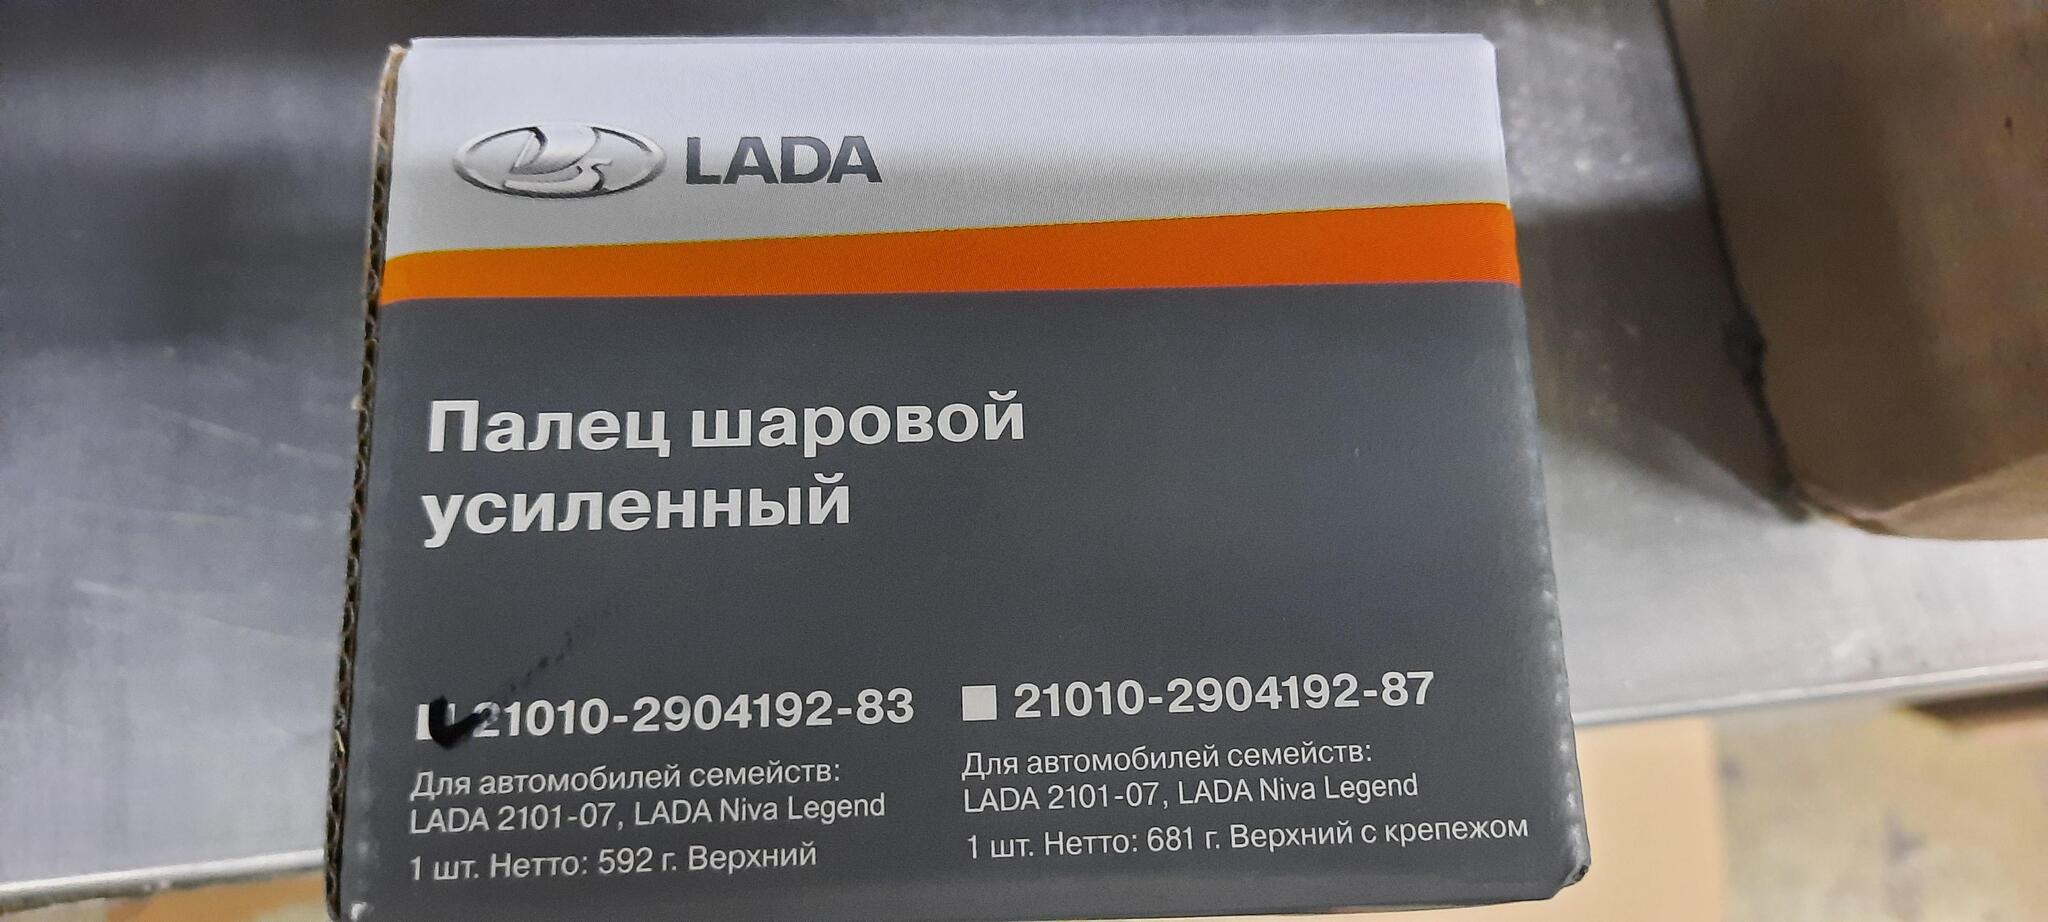 LADA
Палец шаровой
усиленный
21010-2904192-83
Для автомобилей семейств:
LADA 2101-07, LADA Niva Legend
1 шт. Нетто: 592 г. Верхний
21010-2904192-87
Для автомобилей семейств:
LADA 2101-07, LADA Niva Legend
1 шт. Нетто: 681 г. Верхний с крепежом